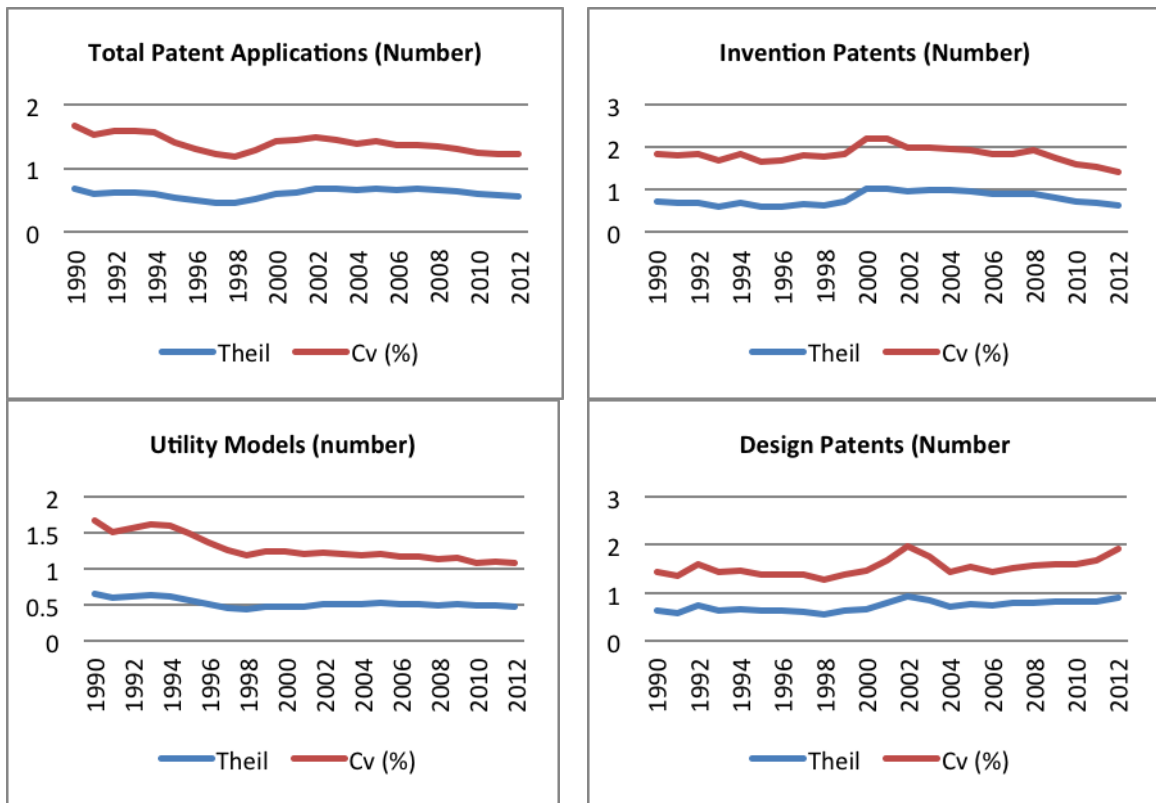 Total Patent Applications (Number)
2
1
0
1990 1992 1994 1996 1998 2000 2002 2004 2006 2008 2010 2012
Theil Cv (%)
Invention Patents (Number)
3
2
1
0
1990 1992 1994 1996 1998 2000 2002 2004 2006 2008 2010 2012
Theil Cv (%)
Utility Models (number)
2
1.5
1
0.5
0
1990 1992 1994 1996 1998 2000 2002 2004 2006 2008 2010 2012
Theil Cv (%)
Design Patents (Number
3
2
1
0
1990 1992 1994 1996 1998 2000 2002 2004 2006 2008 2010 2012
Theil Cv (%)